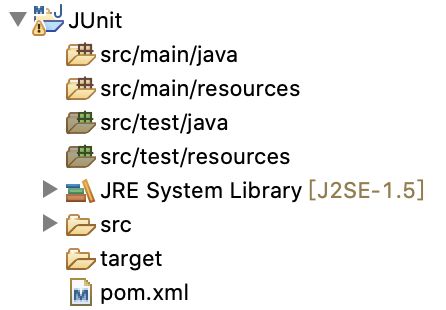 JUnit
src/main/java
src/main/resources
src/test/java
src/test/resources
JRE System Library [J2SE-1.5]
src
target
pom.xml